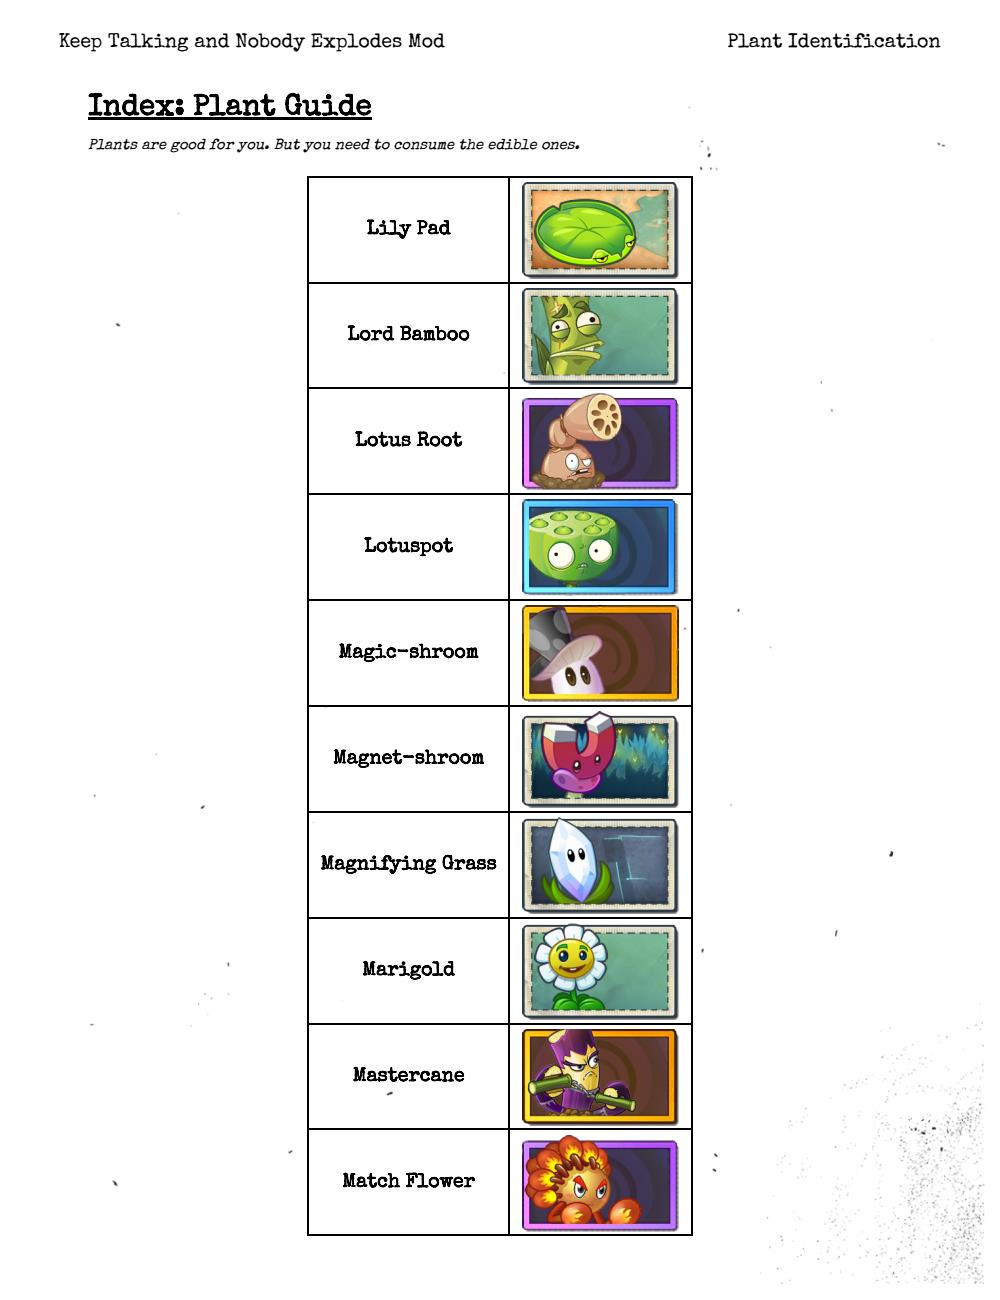 Keep Talking and Nobody Explodes Mod
Plant Identification
Index: Plant Guide
Plants are good for you. But you need to consume the edible ones.
Lily Pad
Lord Bamboo
Lotus Root
Lotuspot
Magic-shroom
Magnet-shroom
Magnifying Grass
Marigold
Mastercane
Match Flower